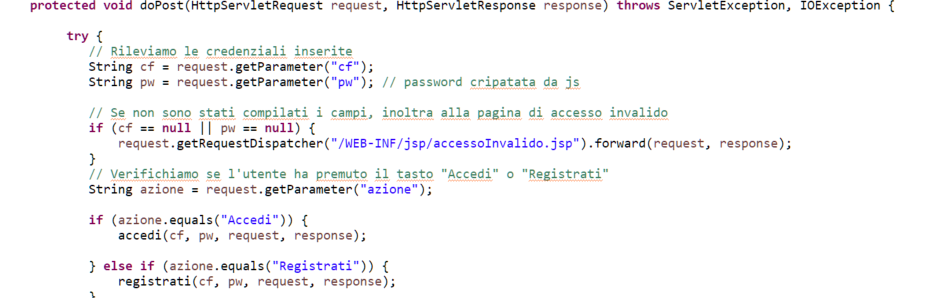 protected void doPost(HttpServletRequest request, HttpServletResponse response) throws ServletException, IOException {
try {
// Rileviamo le credenziali inserite
String cf = request.getParameter("cf");
String pw = request.getParameter("pw"); // password cripatata da js
// Se non sono stati compilati i campi, inoltra alla pagina di accesso invalido
if (cf == null || pw == null) {
request.getRequestDispatcher("/WEB-INF/jsp/accessoInvalido.jsp").forward(request, response);
}
// Verifichiamo se l'utente ha premuto il tasto "Accedi" o "Registrati"
String azione = request.getParameter("azione");
if (azione.equals("Accedi")) {
accedi(cf, pw, request, response);
} else if (azione.equals("Registrati")) {
registrati(cf, pw, request, response);
}